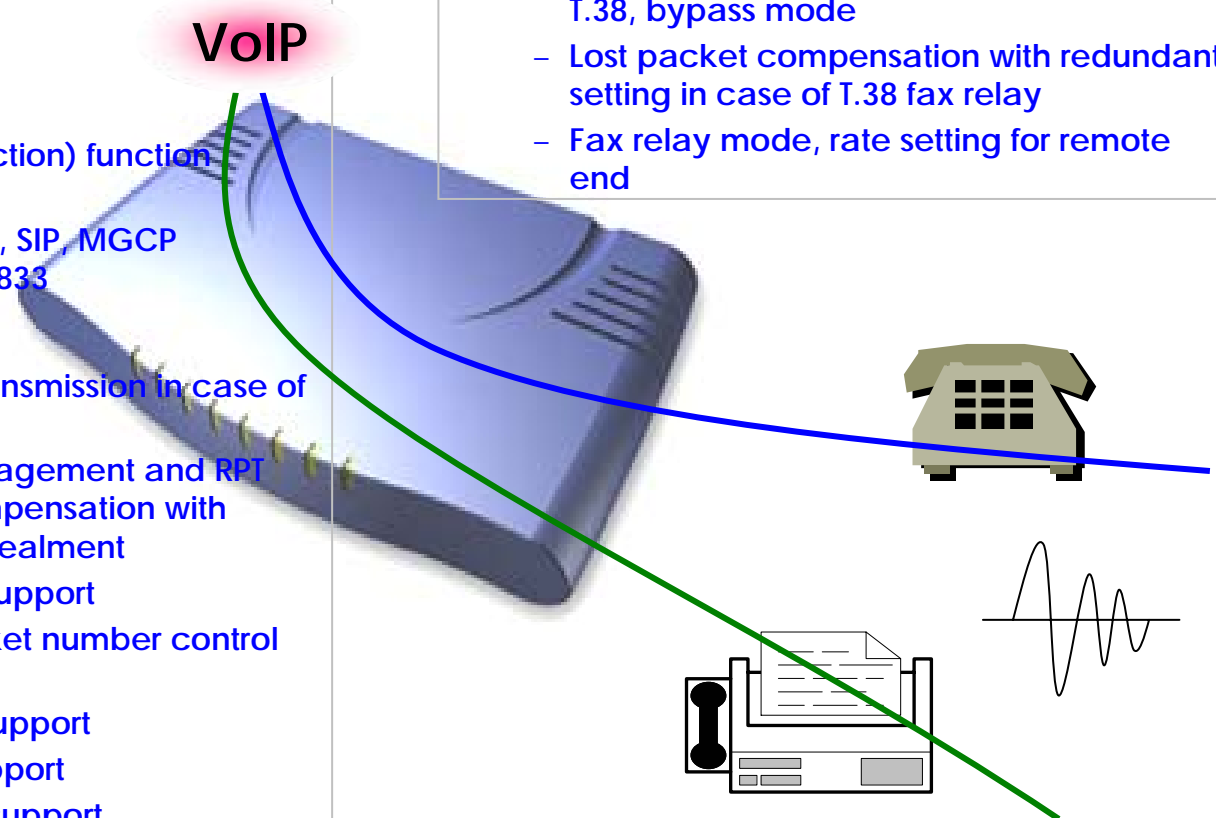 VoIP
T.38, bypass mode
– Lost packet compensation with redundant
setting in case of T.38 fax relay
– Fax relay mode, rate setting for remote
end
ction) function
, SIP, MGCP
833
nsmission in case of
agement and RPT
pensation with
ealment
upport
ket number control
upport
port
upport